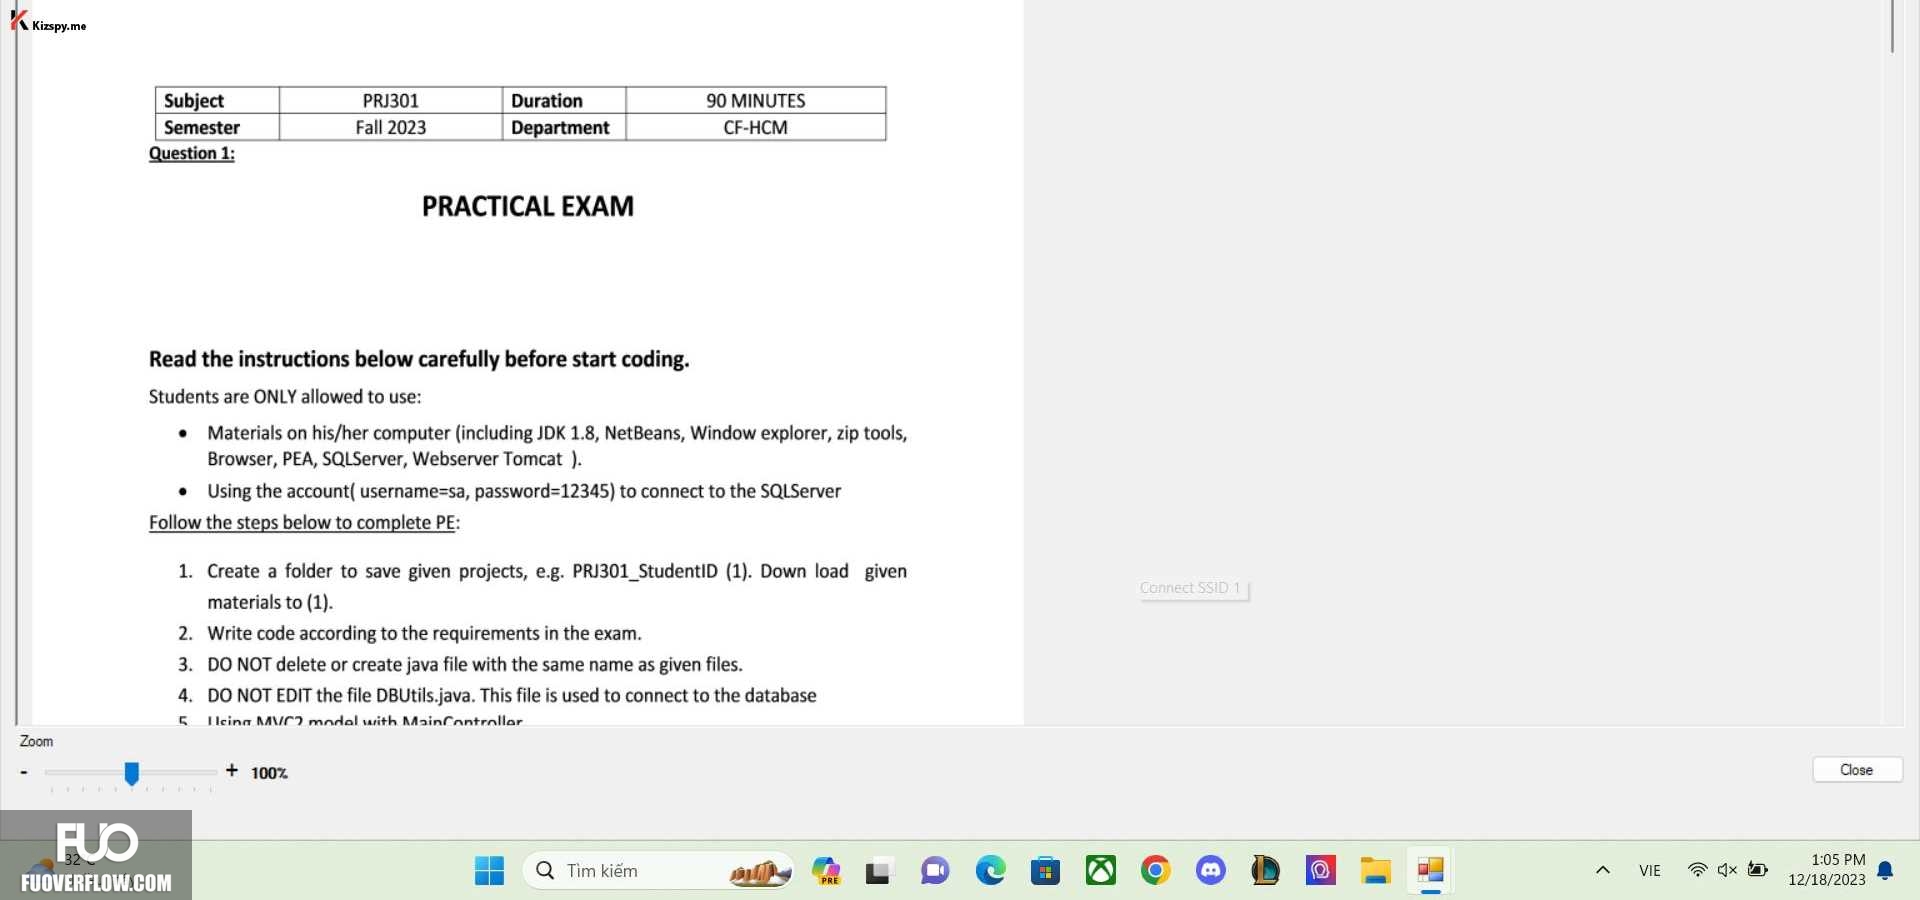 Kizspy.me
Subject PRJ301 Duration 90 MINUTES
Semester Fall 2023 Department CF-HCM
Question 1:
PRACTICAL EXAM
Read the instructions below carefully before start coding.
Students are ONLY allowed to use:
• Materials on his/her computer (including JDK 1.8, NetBeans, Window explorer, zip tools,
Browser, PEA, SQLServer, Webserver Tomcat ).
• Using the account( username=sa, password=12345) to connect to the SQLServer
Follow the steps below to complete PE:
1. Create a folder to save given projects, e.g. PRJ301_StudentID (1). Down load given
materials to (1).
2. Write code according to the requirements in the exam.
3. DO NOT delete or create java file with the same name as given files.
4. DO NOT EDIT the file DBUtils.java. This file is used to connect to the database
5. Using MVC2 model with MainController
Connect SSID 1
Zoom
- + 100%
Close
32°C
FUO
FUOVERFLOW.COM
Tìm kiếm
PRE
VIE
1:05 PM
12/18/2023